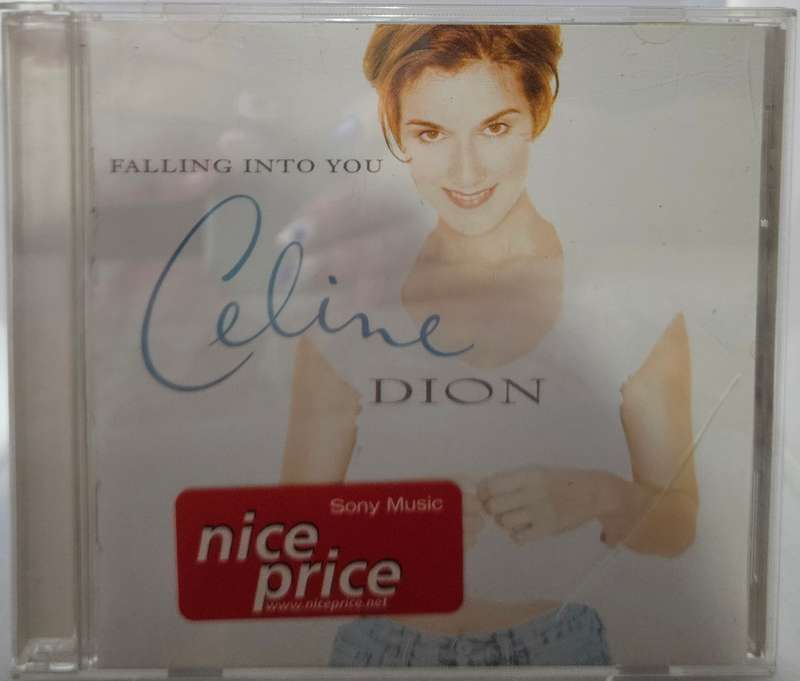 FALLING INTO YOU
Celine
DION
Sony Music
nice
price
www.niceprice.net